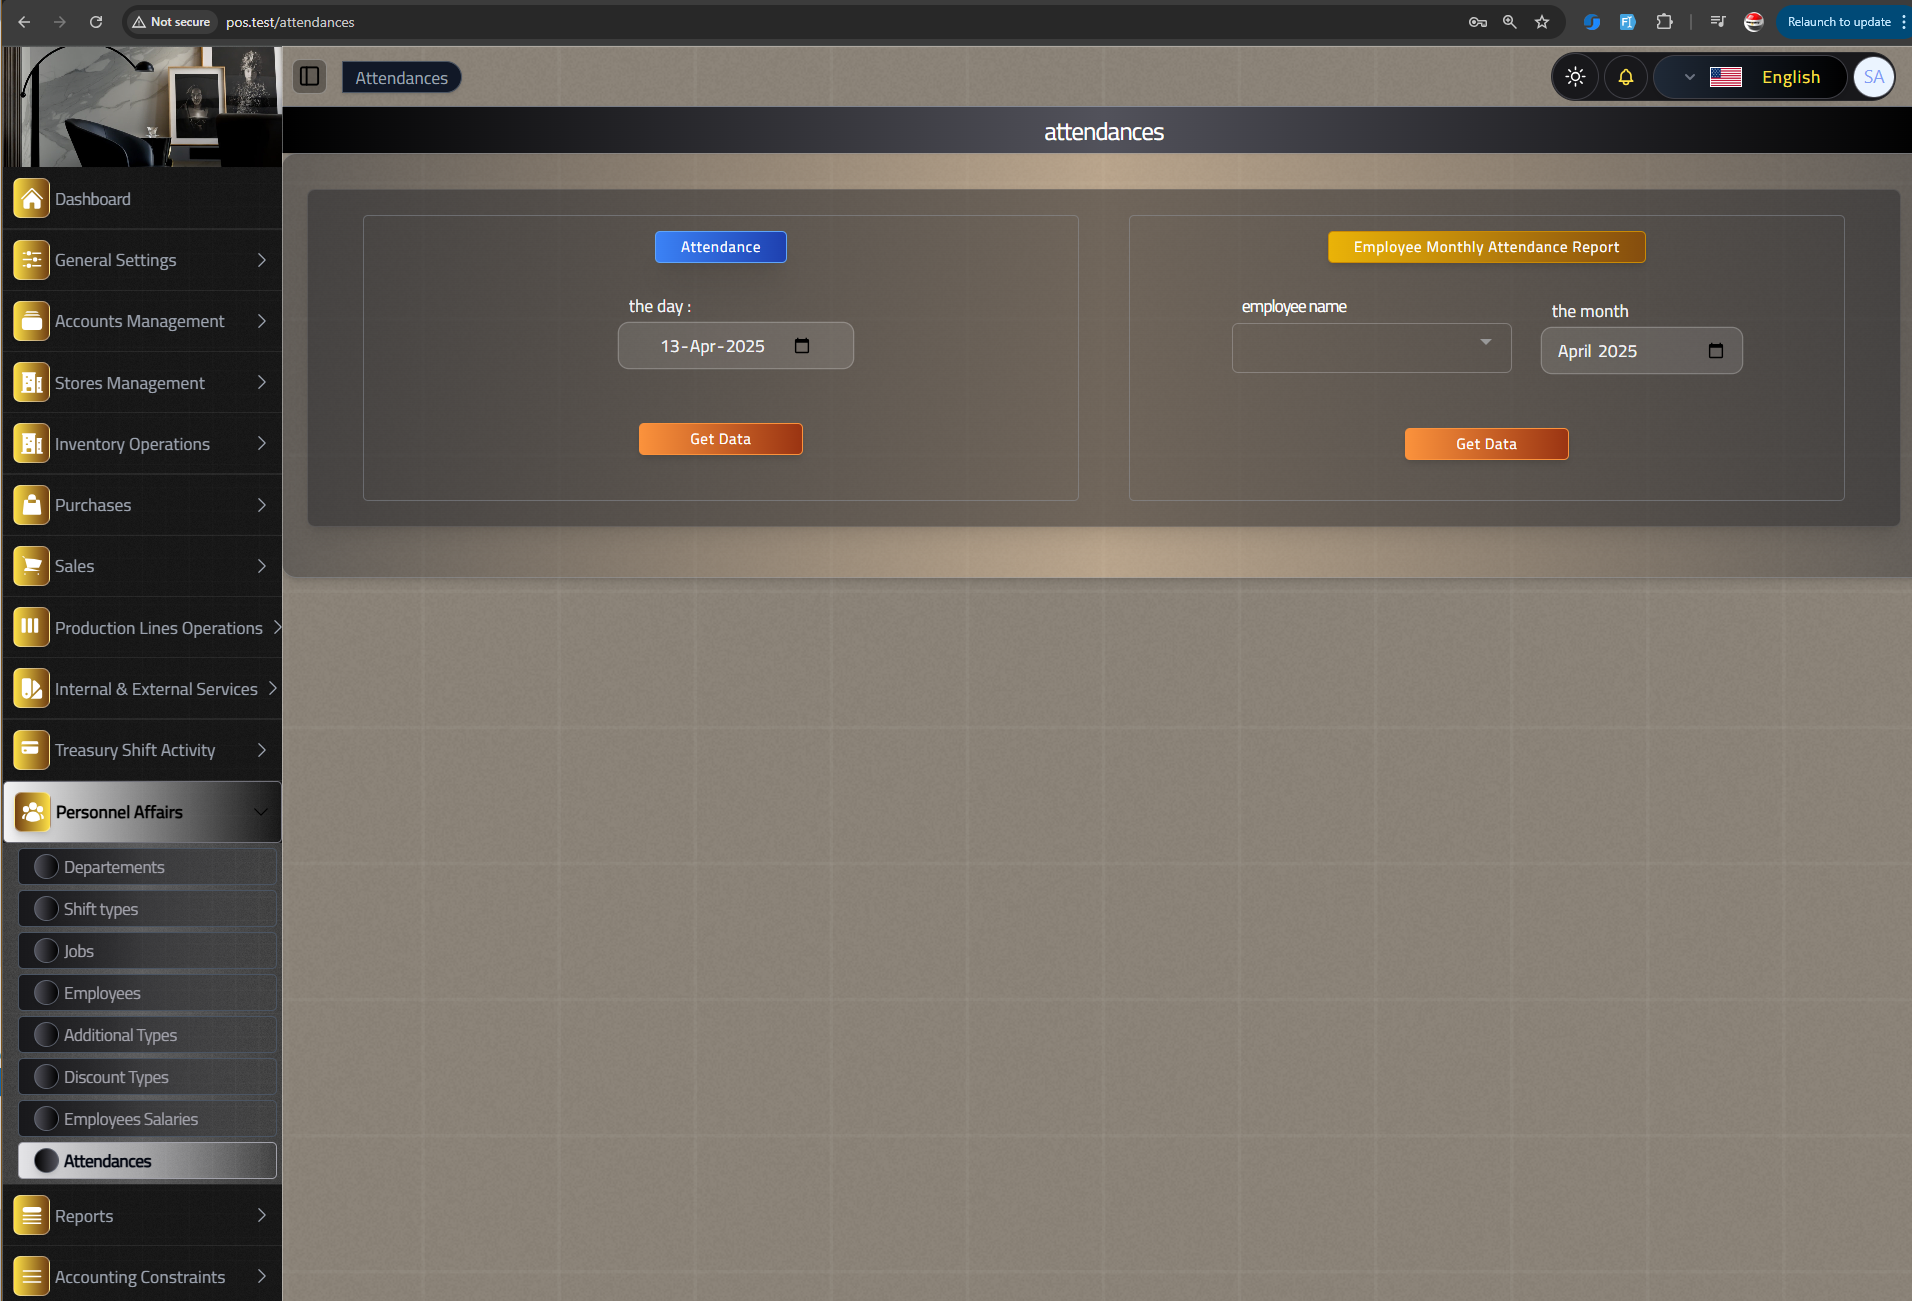 Not secure
pos.test/attendances
Relaunch to update
Attendances
English
SA
attendances
Dashboard
General Settings
Accounts Management
Stores Management
Inventory Operations
Purchases
Sales
Production Lines Operations
Internal & External Services
Treasury Shift Activity
Personnel Affairs
Departements
Shift types
Jobs
Employees
Additional Types
Discount Types
Employees Salaries
Attendances
Reports
Accounting Constraints
Attendance
the day :
13-Apr-2025
Get Data
Employee Monthly Attendance Report
employee name
the month
April 2025
Get Data